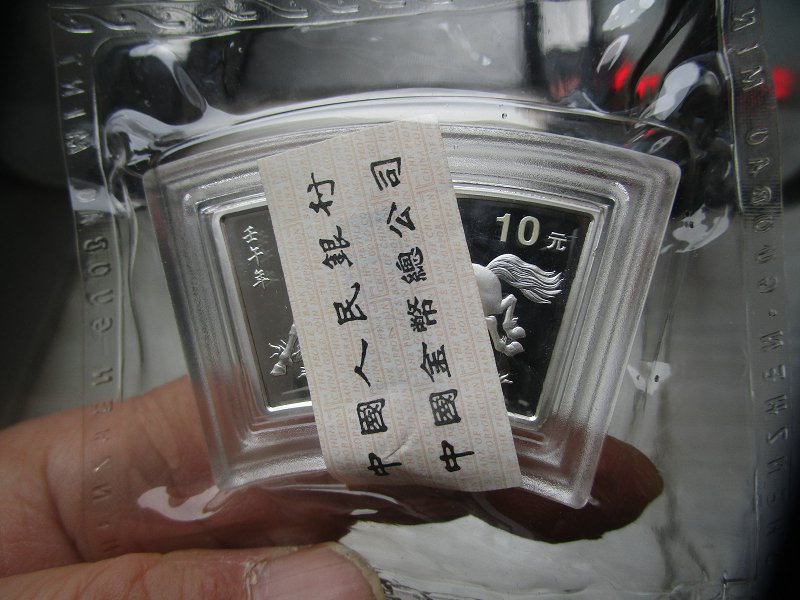 中國人民銀行
中國金幣總公司
壬午年
10元